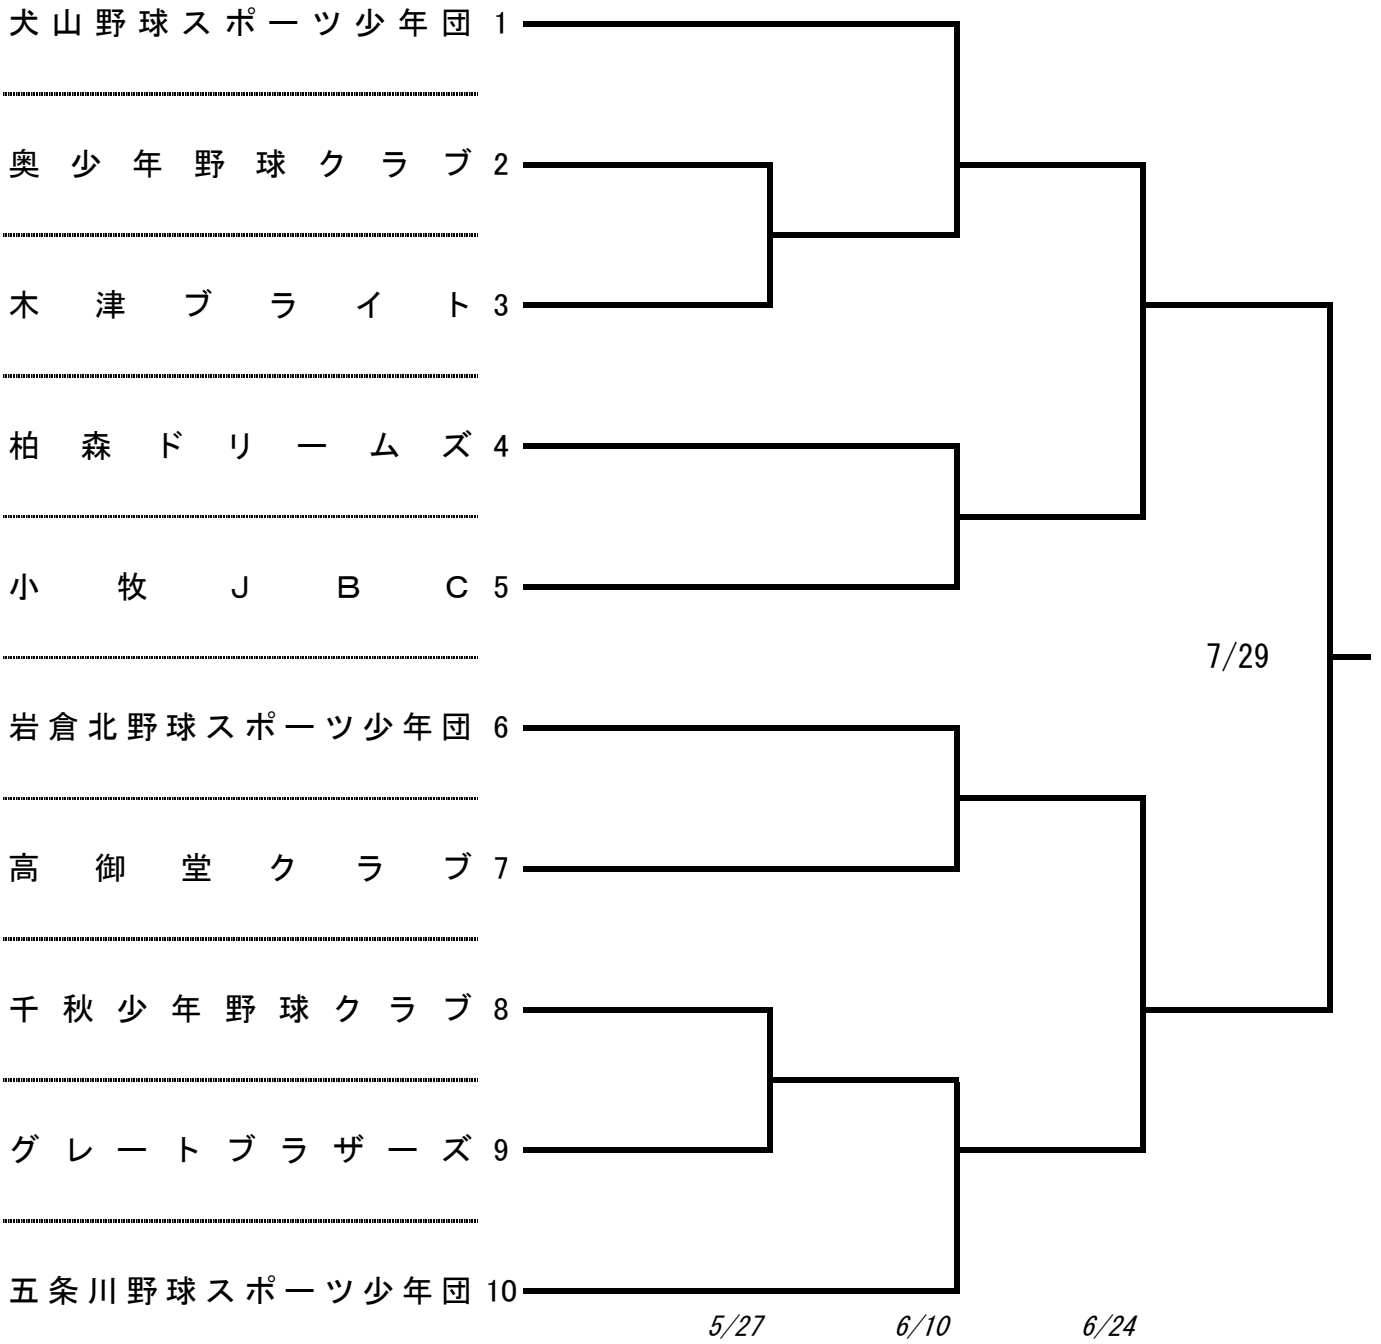 犬山野球スポーツ少年団 1
奥少年野球クラブ 2
木津ブライト 3
柏森ドリームズ 4
小牧JBC 5
7/29
岩倉北野球スポーツ少年団 6
高御堂クラブ 7
千秋少年野球クラブ 8
グレートブラザーズ 9
五条川野球スポーツ少年団 10
5/27 6/10 6/24